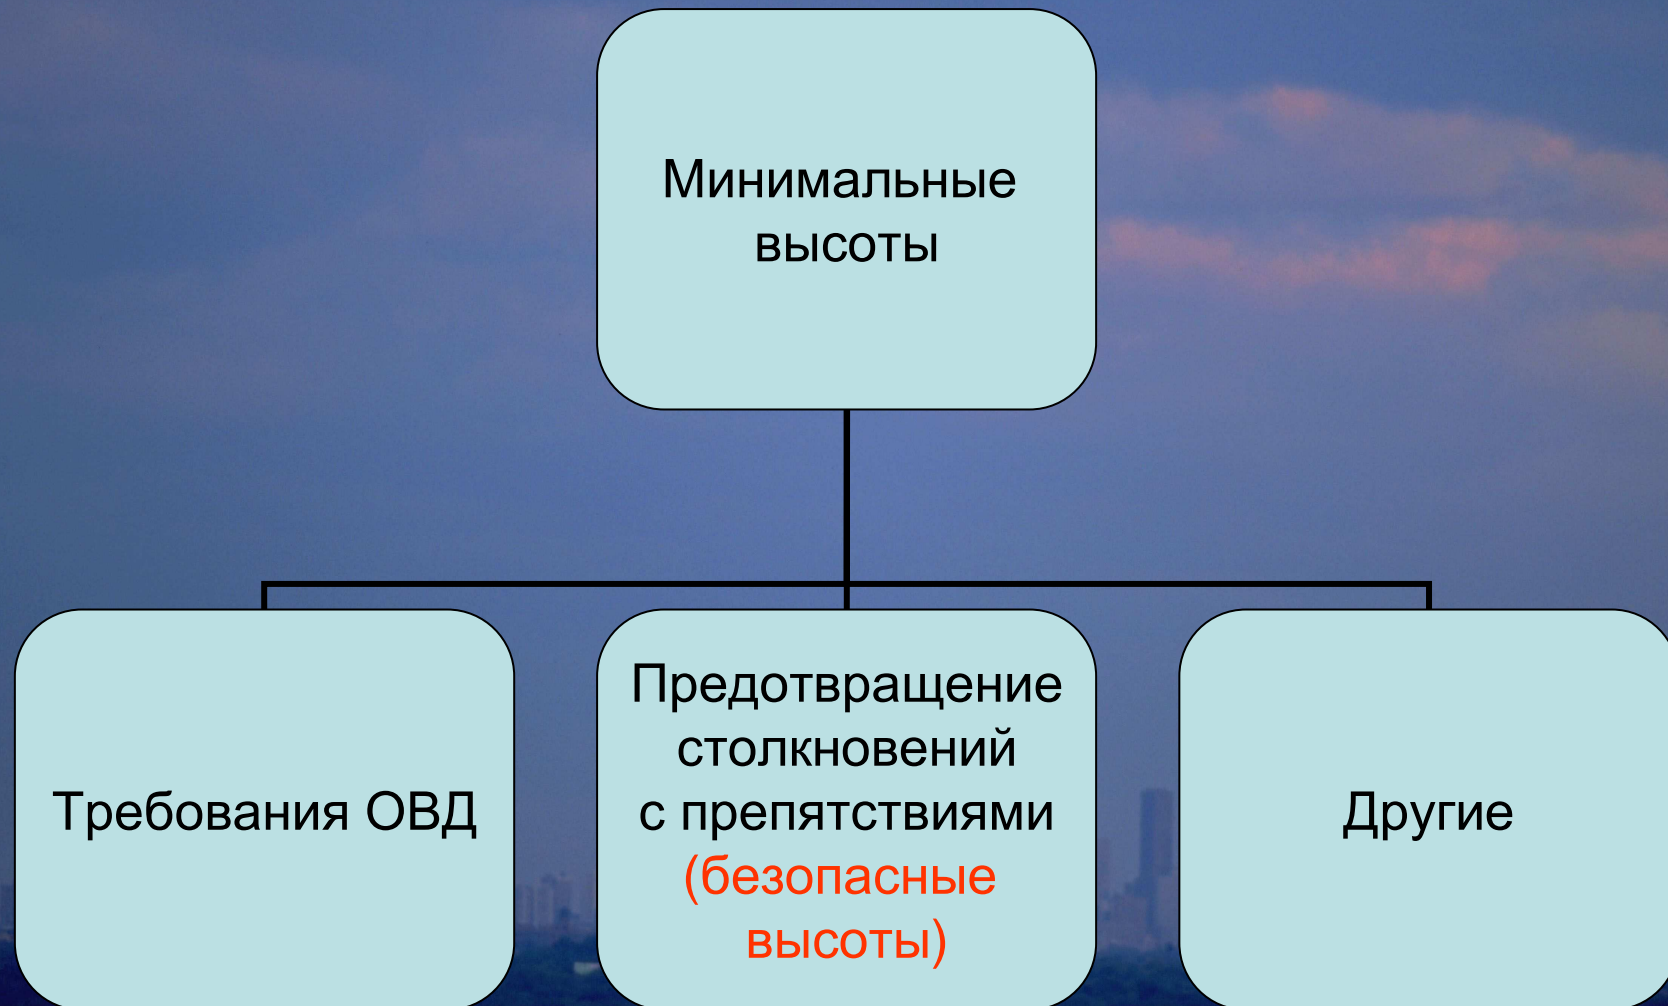 Минимальные
высоты
Требования ОВД
Предотвращение
столкновений
с препятствиями
(безопасные
высоты)
Другие